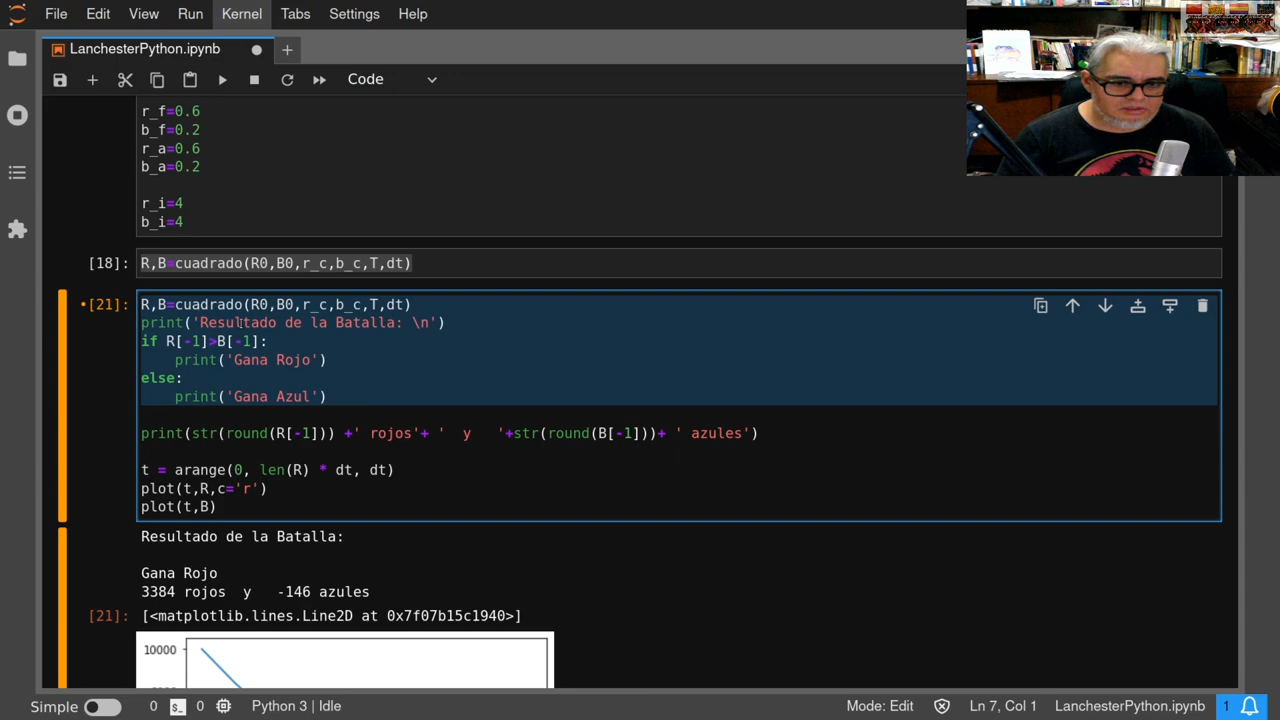 File Edit View Run Kernel Tabs Settings Help
LanchesterPython.ipynb
Code
r_f=0.6
b_f=0.2
r_a=0.6
b_a=0.2
r_i=4
b_i=4
[18]: R,B=cuadrado(R0,B0,r_c,b_c,T,dt)
•[21]: R,B=cuadrado(R0,B0,r_c,b_c,T,dt)
print('Resultado de la Batalla: \n')
if R[-1]>B[-1]:
    print('Gana Rojo')
else:
    print('Gana Azul')
print(str(round(R[-1])) +' rojos'+ '  y   '+str(round(B[-1]))+ ' azules')
t = arange(0, len(R) * dt, dt)
plot(t,R,c='r')
plot(t,B)
Resultado de la Batalla:
Gana Rojo
3384 rojos  y   -146 azules
[21]: [<matplotlib.lines.Line2D at 0x7f07b15c1940>]
10000
Simple 0 $_ 0 Python 3 | Idle Mode: Edit Ln 7, Col 1 LanchesterPython.ipynb 1